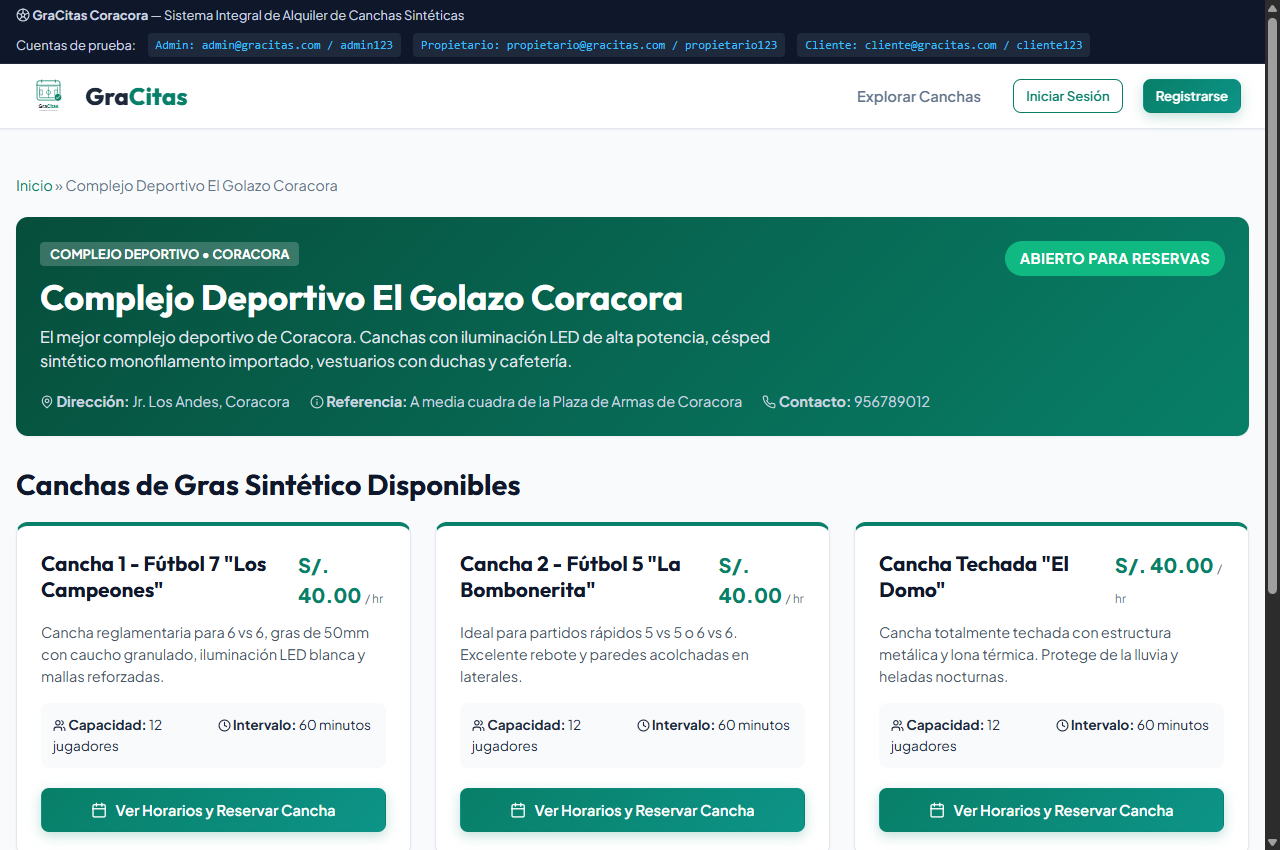 GraCitas Coracora — Sistema Integral de Alquiler de Canchas Sintéticas
Cuentas de prueba: Admin: admin@gracitas.com / admin123 Propietario: propietario@gracitas.com / propietario123 Cliente: cliente@gracitas.com / cliente123
GraCitas
GraCitas
Explorar Canchas
Iniciar Sesión
Registrarse
Inicio » Complejo Deportivo El Golazo Coracora
COMPLEJO DEPORTIVO ● CORACORA
ABIERTO PARA RESERVAS
Complejo Deportivo El Golazo Coracora
El mejor complejo deportivo de Coracora. Canchas con iluminación LED de alta potencia, césped
sintético monofilamento importado, vestuarios con duchas y cafetería.
Dirección: Jr. Los Andes, Coracora Referencia: A media cuadra de la Plaza de Armas de Coracora Contacto: 956789012
Canchas de Gras Sintético Disponibles
Cancha 1 - Fútbol 7 "Los
Campeones"
S/.
40.00 / hr
Cancha reglamentaria para 6 vs 6, gras de 50mm
con caucho granulado, iluminación LED blanca y
mallas reforzadas.
Capacidad: 12
jugadores
Intervalo: 60 minutos
Ver Horarios y Reservar Cancha
Cancha 2 - Fútbol 5 "La
Bombonerita"
S/.
40.00 / hr
Ideal para partidos rápidos 5 vs 5 o 6 vs 6.
Excelente rebote y paredes acolchadas en
laterales.
Capacidad: 12
jugadores
Intervalo: 60 minutos
Ver Horarios y Reservar Cancha
Cancha Techada "El
Domo"
S/. 40.00 /
hr
Cancha totalmente techada con estructura
metálica y lona térmica. Protege de la lluvia y
heladas nocturnas.
Capacidad: 12
jugadores
Intervalo: 60 minutos
Ver Horarios y Reservar Cancha